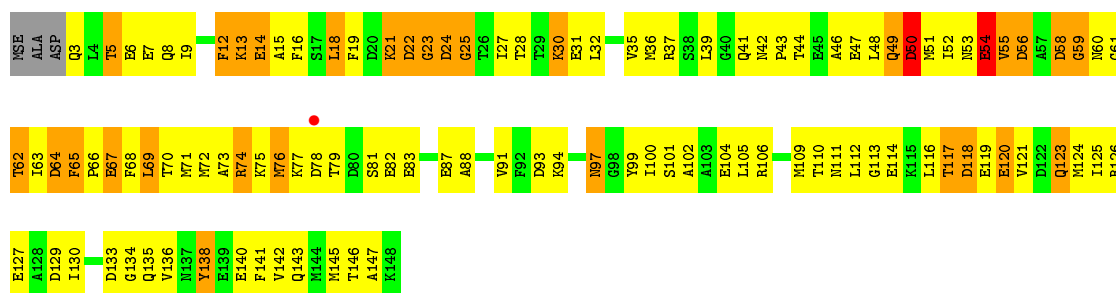 MSE ALA ASP Q3 L4 T5 E6 E7 Q8 I9 F12 K13 E14 A15 F16 S17 L18 F19 D20 K21 D22 G23 D24 G25 T26 I27 T28 T29 K30 E31 L32 V35 M36 R37 S38 L39 G40 Q41 N42 P43 T44 E45 A46 E47 L48 Q49 D50 M51 I52 N53 E54 V55 D56 A57 D58 G59 N60 G61
T62 I63 D64 F65 P66 E67 F68 L69 T70 M71 M72 A73 R74 K75 M76 K77 D78 T79 D80 S81 E82 E83 E87 A88 V91 F92 D93 K94 N97 G98 Y99 I100 S101 A102 A103 E104 L105 R106 M109 T110 N111 L112 G113 E114 K115 L116 T117 D118 E119 E120 V121 D122 Q123 M124 I125 R126
E127 A128 D129 I130 D133 G134 Q135 V136 N137 Y138 E139 E140 F141 V142 Q143 M144 M145 T146 A147 K148